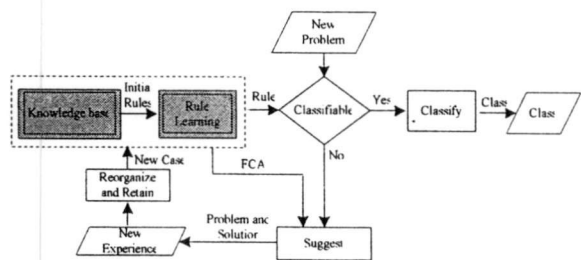 New
Problem
Initia
Rules
Rule
Knowledge base
Rule
Learning
Classifiable
Yes
Classify
Class
Class
No
New Case
FCA
Reorganize
and Retain
Problem and
Solution
New
Experience
Suggest